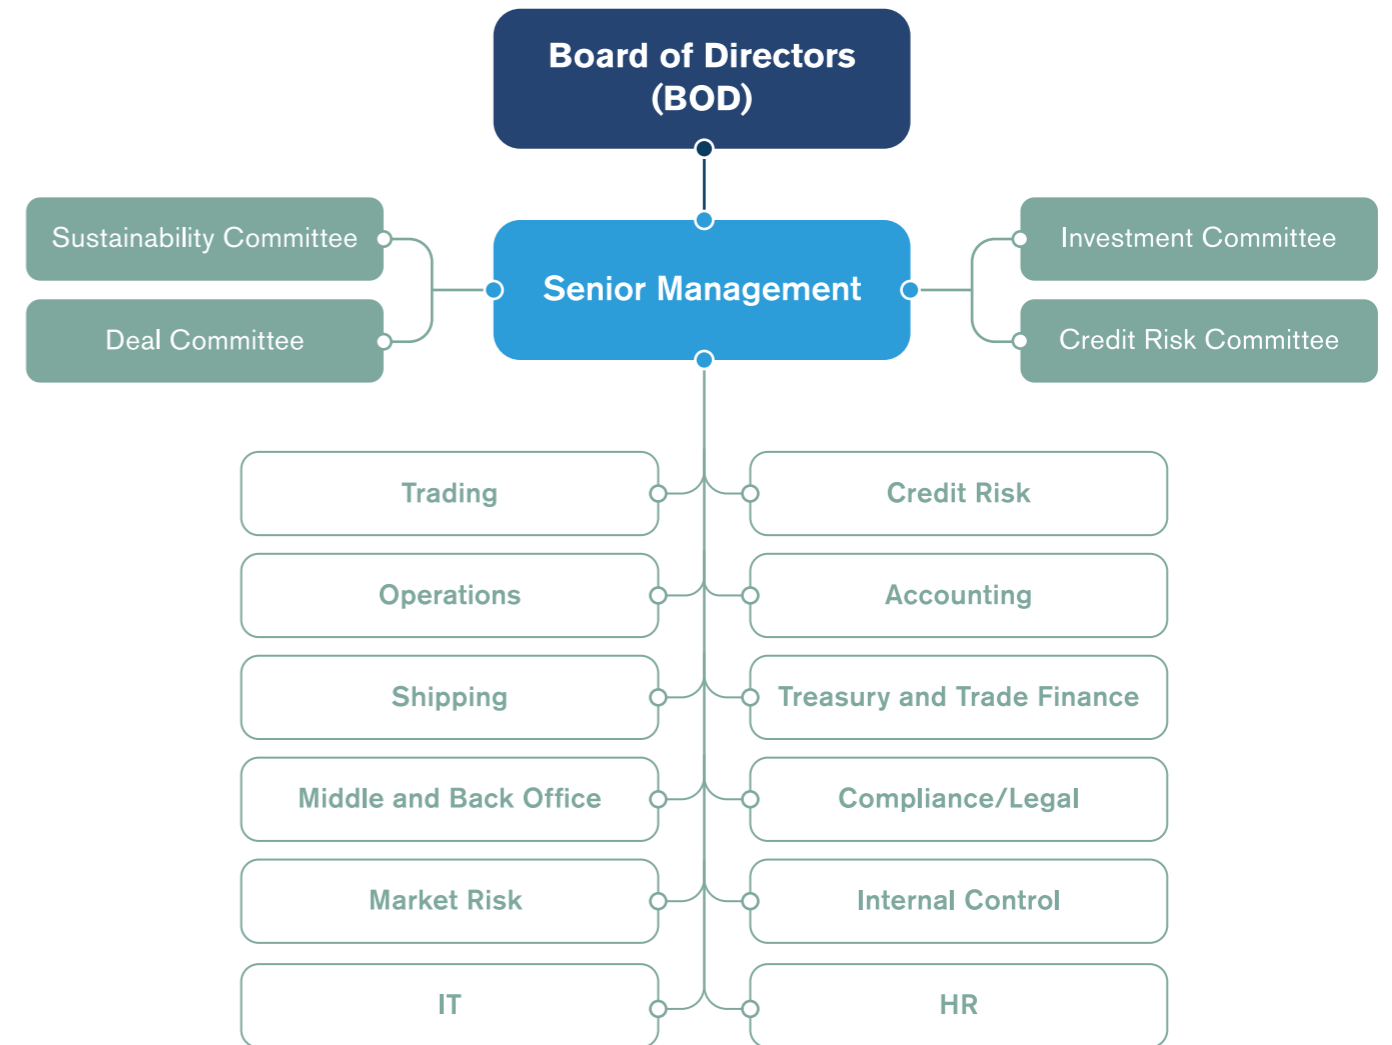 Board of Directors
(BOD)
Sustainability Committee
Investment Committee
Senior Management
Deal Committee
Credit Risk Committee
Trading
Credit Risk
Operations
Accounting
Shipping
Treasury and Trade Finance
Middle and Back Office
Compliance/Legal
Market Risk
Internal Control
IT
HR